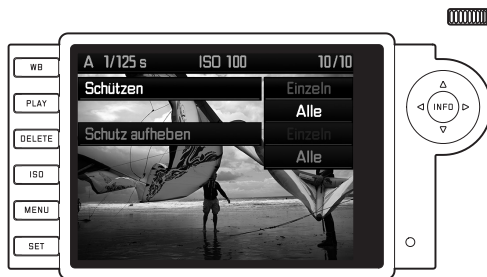 WB
PLAY
DELETE
ISO
MENU
SET
A 1/125 s ISO 100 10/10
Schützen Einzeln
Alle
Schutz aufheben Einzeln
Alle
INFO